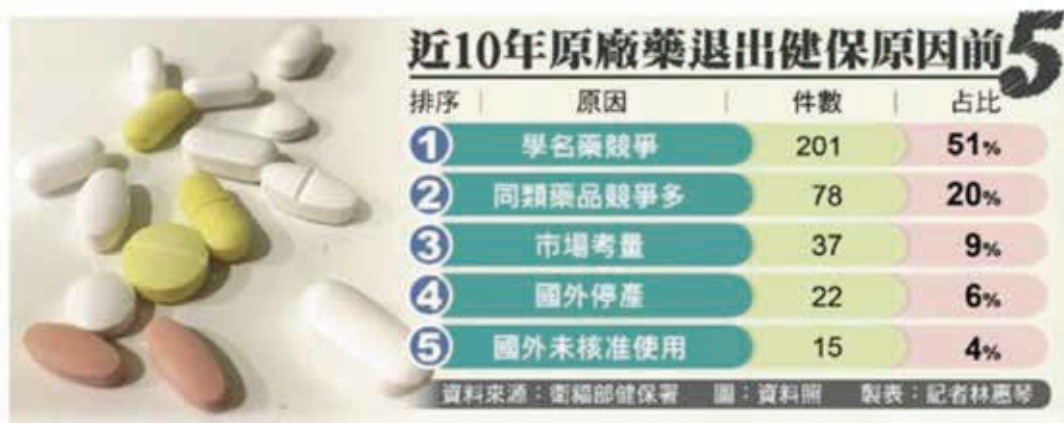 近10年原廠藥退出健保原因前5
排序 | 原因 | 件數 | 占比
1 學名藥競爭 201 51%
2 同類藥品競爭多 78 20%
3 市場考量 37 9%
4 國外停產 22 6%
5 國外未核准使用 15 4%
資料來源：衛福部健保署 圖：資料照 製表：記者林惠琴